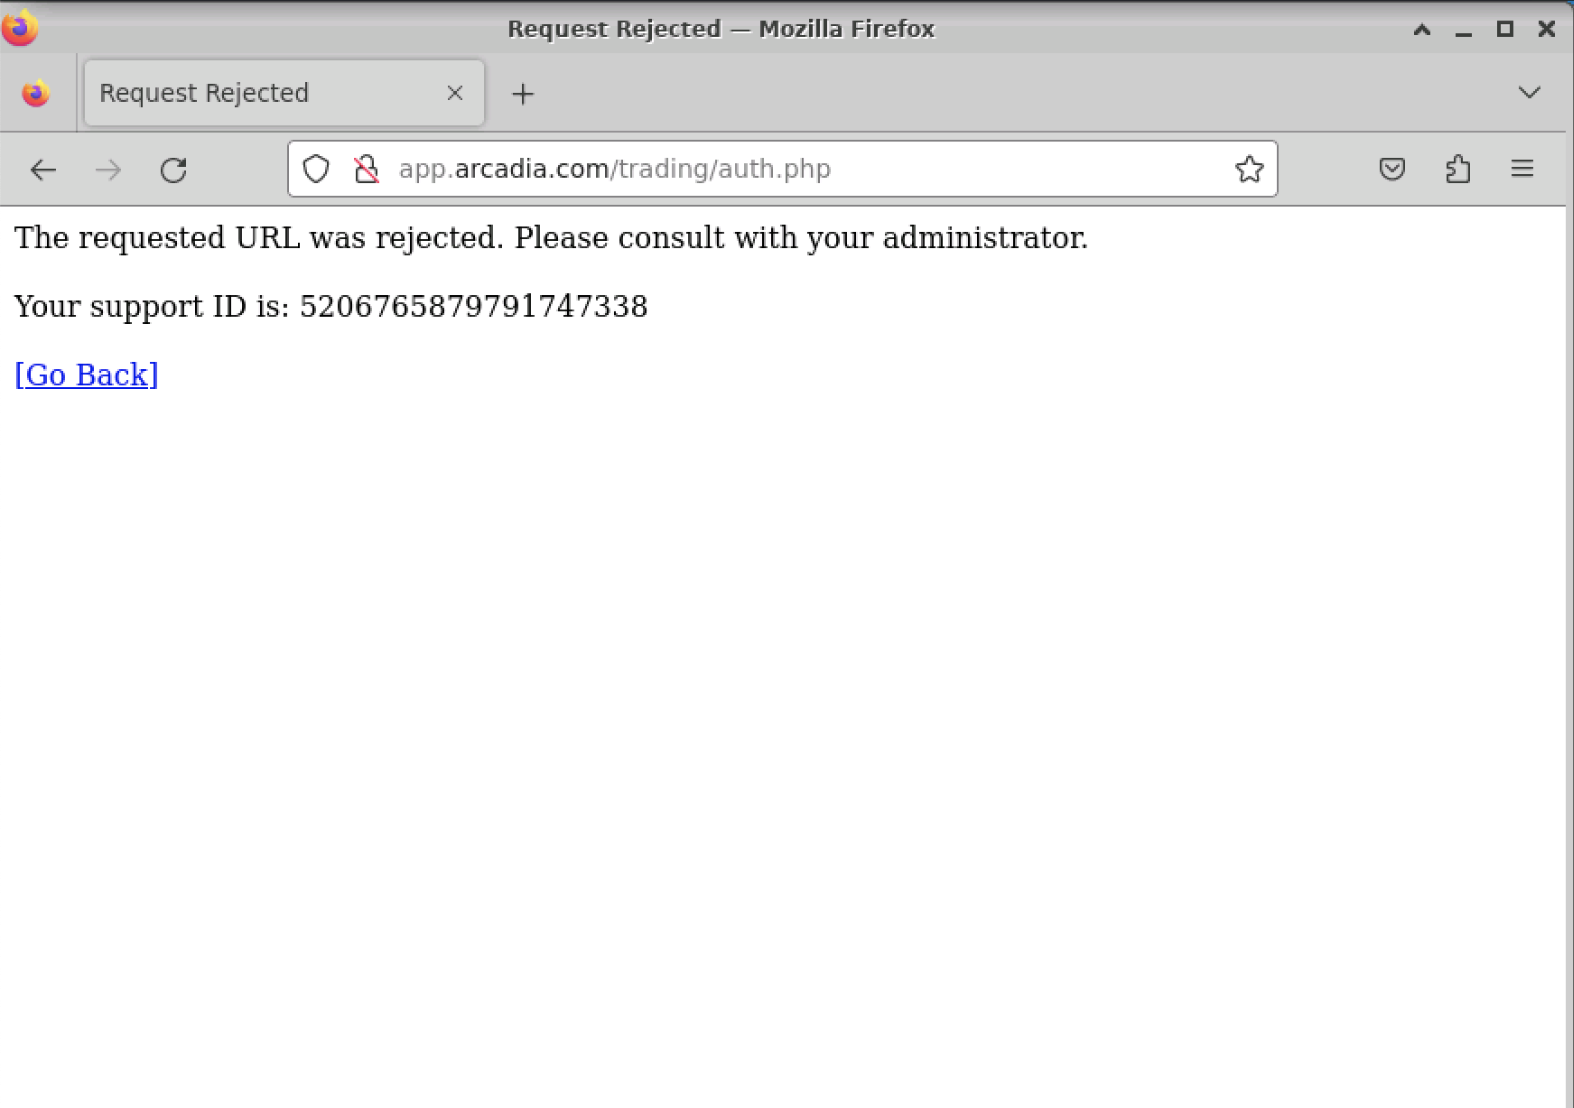 Request Rejected — Mozilla Firefox
Request Rejected
app.arcadia.com/trading/auth.php
The requested URL was rejected. Please consult with your administrator.
Your support ID is: 5206765879791747338
[Go Back]